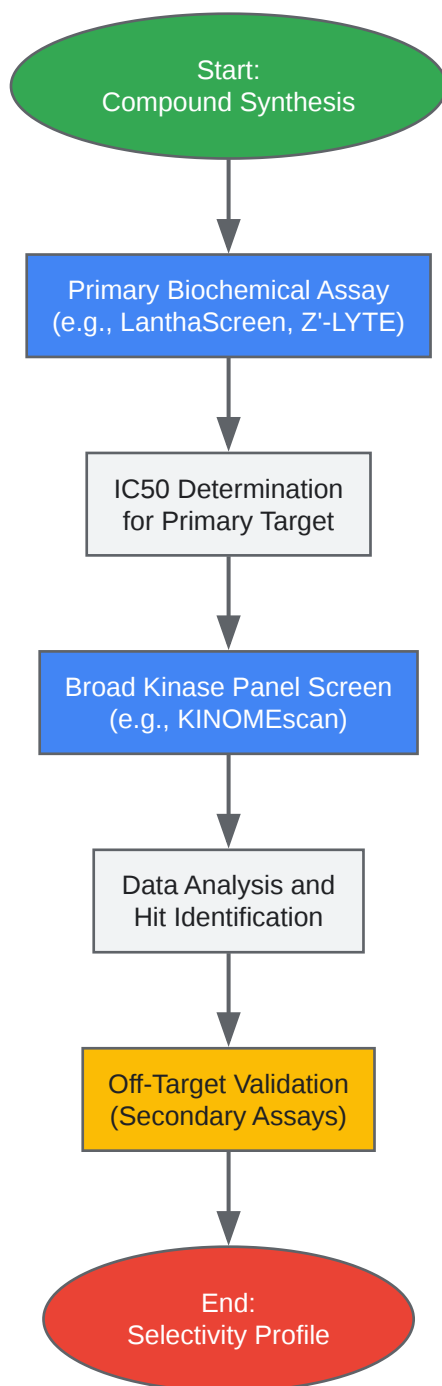 Start:
Compound Synthesis
Primary Biochemical Assay
(e.g., LanthaScreen, Z'-LYTE)
IC50 Determination
for Primary Target
Broad Kinase Panel Screen
(e.g., KINOMEscan)
Data Analysis and
Hit Identification
Off-Target Validation
(Secondary Assays)
End:
Selectivity Profile